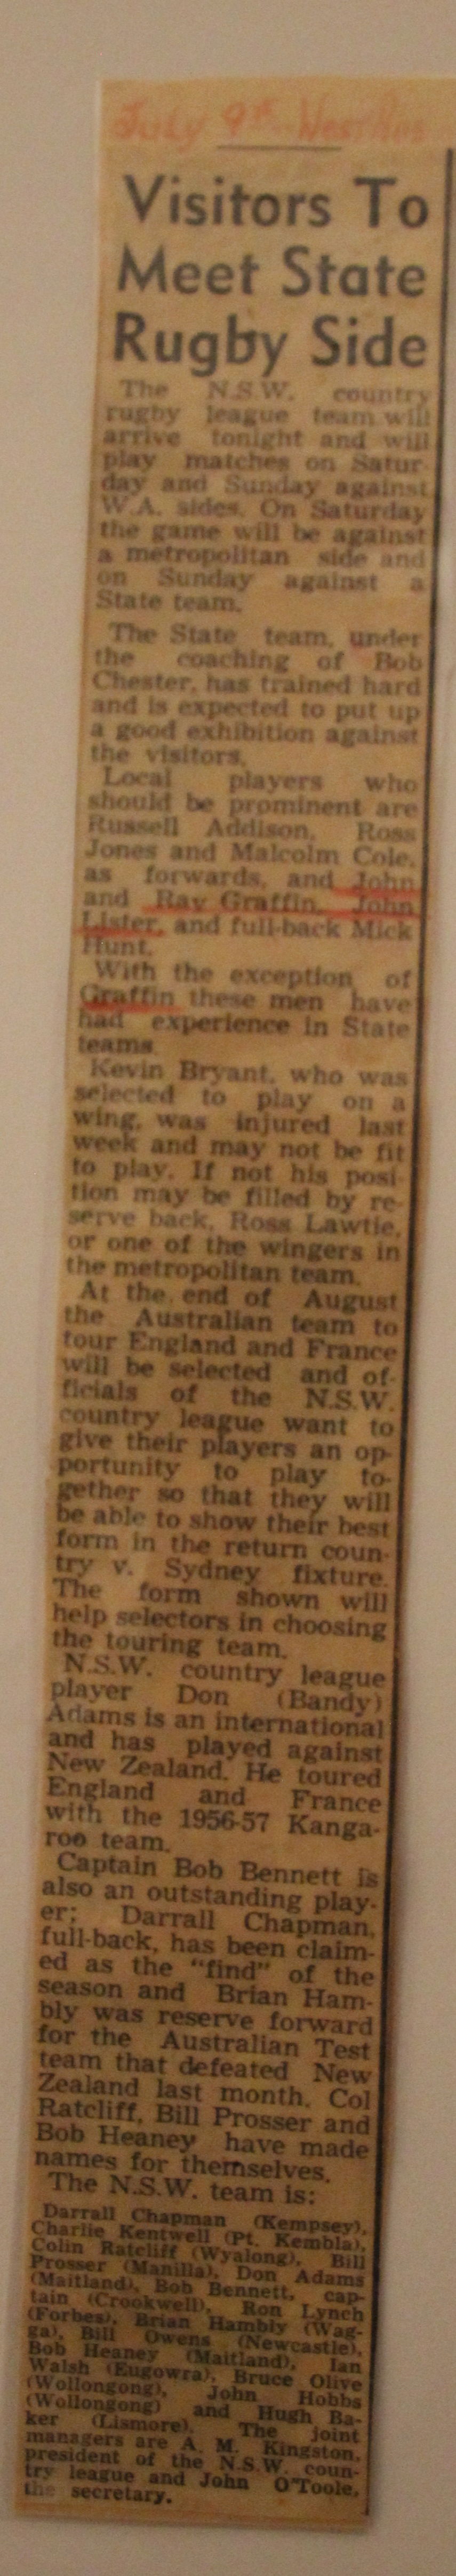 July 9th West Aus
Visitors To
Meet State
Rugby Side
The N.S.W. country
rugby league team will
arrive tonight and will
play matches on Satur-
day and Sunday against
W.A. sides. On Saturday
the game will be against
a metropolitan side and
on Sunday against a
State team.
The State team, under
the coaching of Bob
Chester, has trained hard
and is expected to put up
a good exhibition against
the visitors.
Local players who
should be prominent are
Russell Addison, Ross
Jones and Malcolm Cole,
as forwards, and John
and Ray Graffin, John
Lister, and full-back Mick
Hunt.
With the exception of
Graffin these men have
had experience in State
teams.
Kevin Bryant, who was
selected to play on a
wing, was injured last
week and may not be fit
to play. If not his posi-
tion may be filled by re-
serve back, Ross Lawtie,
or one of the wingers in
the metropolitan team.
At the end of August
the Australian team to
tour England and France
will be selected and of-
ficials of the N.S.W.
country league want to
give their players an op-
portunity to play to-
gether so that they will
be able to show their best
form in the return coun-
try v. Sydney fixture.
The form shown will
help selectors in choosing
the touring team.
N.S.W. country league
player Don (Bandy)
Adams is an international
and has played against
New Zealand. He toured
England and France
with the 1956-57 Kanga-
roo team.
Captain Bob Bennett is
also an outstanding play-
er; Darrall Chapman,
full-back, has been claim-
ed as the "find" of the
season and Brian Ham-
bly was reserve forward
for the Australian Test
team that defeated New
Zealand last month. Col
Ratcliff, Bill Prosser and
Bob Heaney have made
names for themselves.
The N.S.W. team is:
Darrall Chapman (Kempsey),
Charlie Kentwell (Pt. Kembla),
Colin Ratcliff (Wyalong), Bill
Prosser (Manilla), Don Adams
(Maitland), Bob Bennett, cap-
tain (Crookwell), Ron Lynch
(Forbes), Brian Hambly (Wag-
ga), Bill Owens (Newcastle),
Bob Heaney (Maitland), Ian
Walsh (Eugowra), Bruce Olive
(Wollongong), John Hobbs
(Wollongong) and Hugh Ba-
ker (Lismore). The joint
managers are A. M. Kingston,
president of the N.S.W. coun-
try league and John O'Toole,
the secretary.